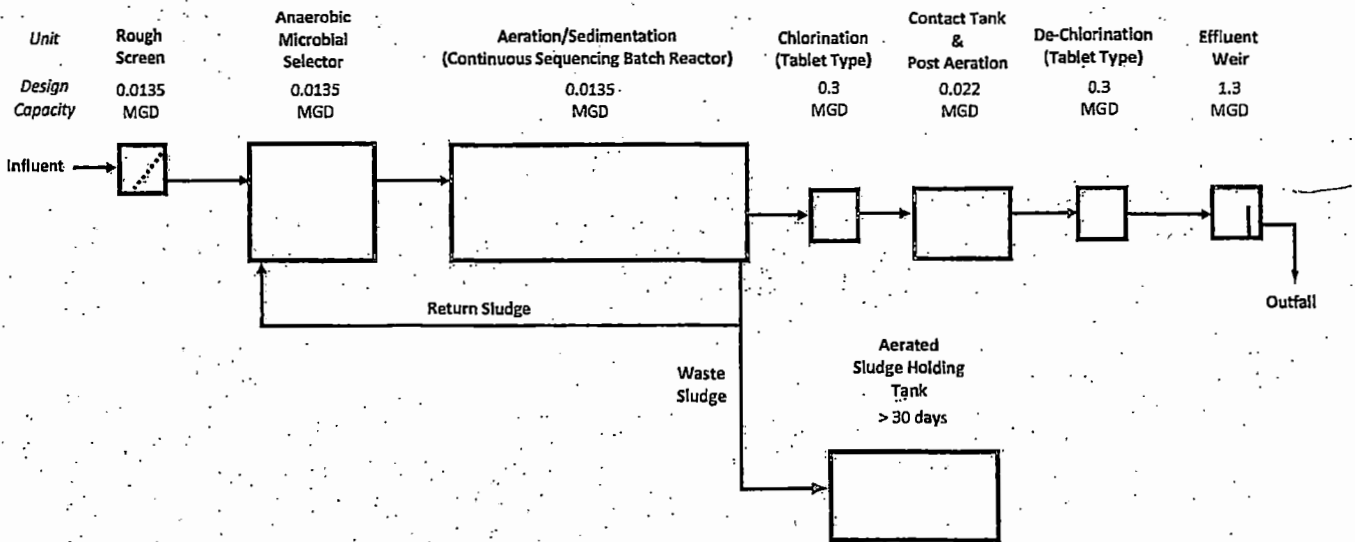 Unit
Design
Capacity
Rough
Screen
0.0135
MGD
Anaerobic
Microbial
Selector
0.0135
MGD
Aeration/Sedimentation
(Continuous Sequencing Batch Reactor)
0.0135
MGD
Chlorination
(Tablet Type)
0.3
MGD
Contact Tank
&
Post Aeration
0.022
MGD
De-Chlorination
(Tablet Type)
0.3
MGD
Effluent
Weir
1.3
MGD
Influent
Return Sludge
Outfall
Waste
Sludge
Aerated
Sludge Holding
Tank
> 30 days